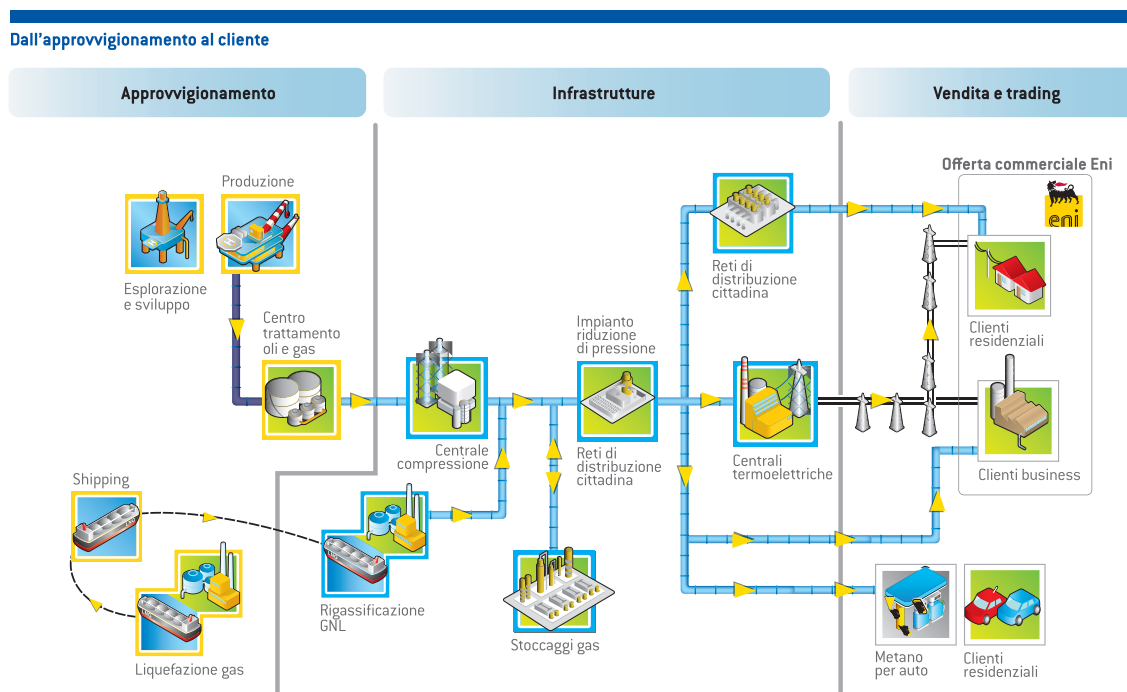 Dall'approvvigionamento al cliente
Approvvigionamento
Infrastrutture
Vendita e trading
Offerta commerciale Eni
eni
Produzione
Esplorazione
e sviluppo
Centro
trattamento
oli e gas
Shipping
Liquefazione gas
Centrale
compressione
Rigassificazione
GNL
Impianto
riduzione
di pressione
Reti di
distribuzione
cittadina
Stoccaggi gas
Reti di
distribuzione
cittadina
Centrali
termoelettriche
Clienti
residenziali
Clienti business
Metano
per auto
Clienti
residenziali